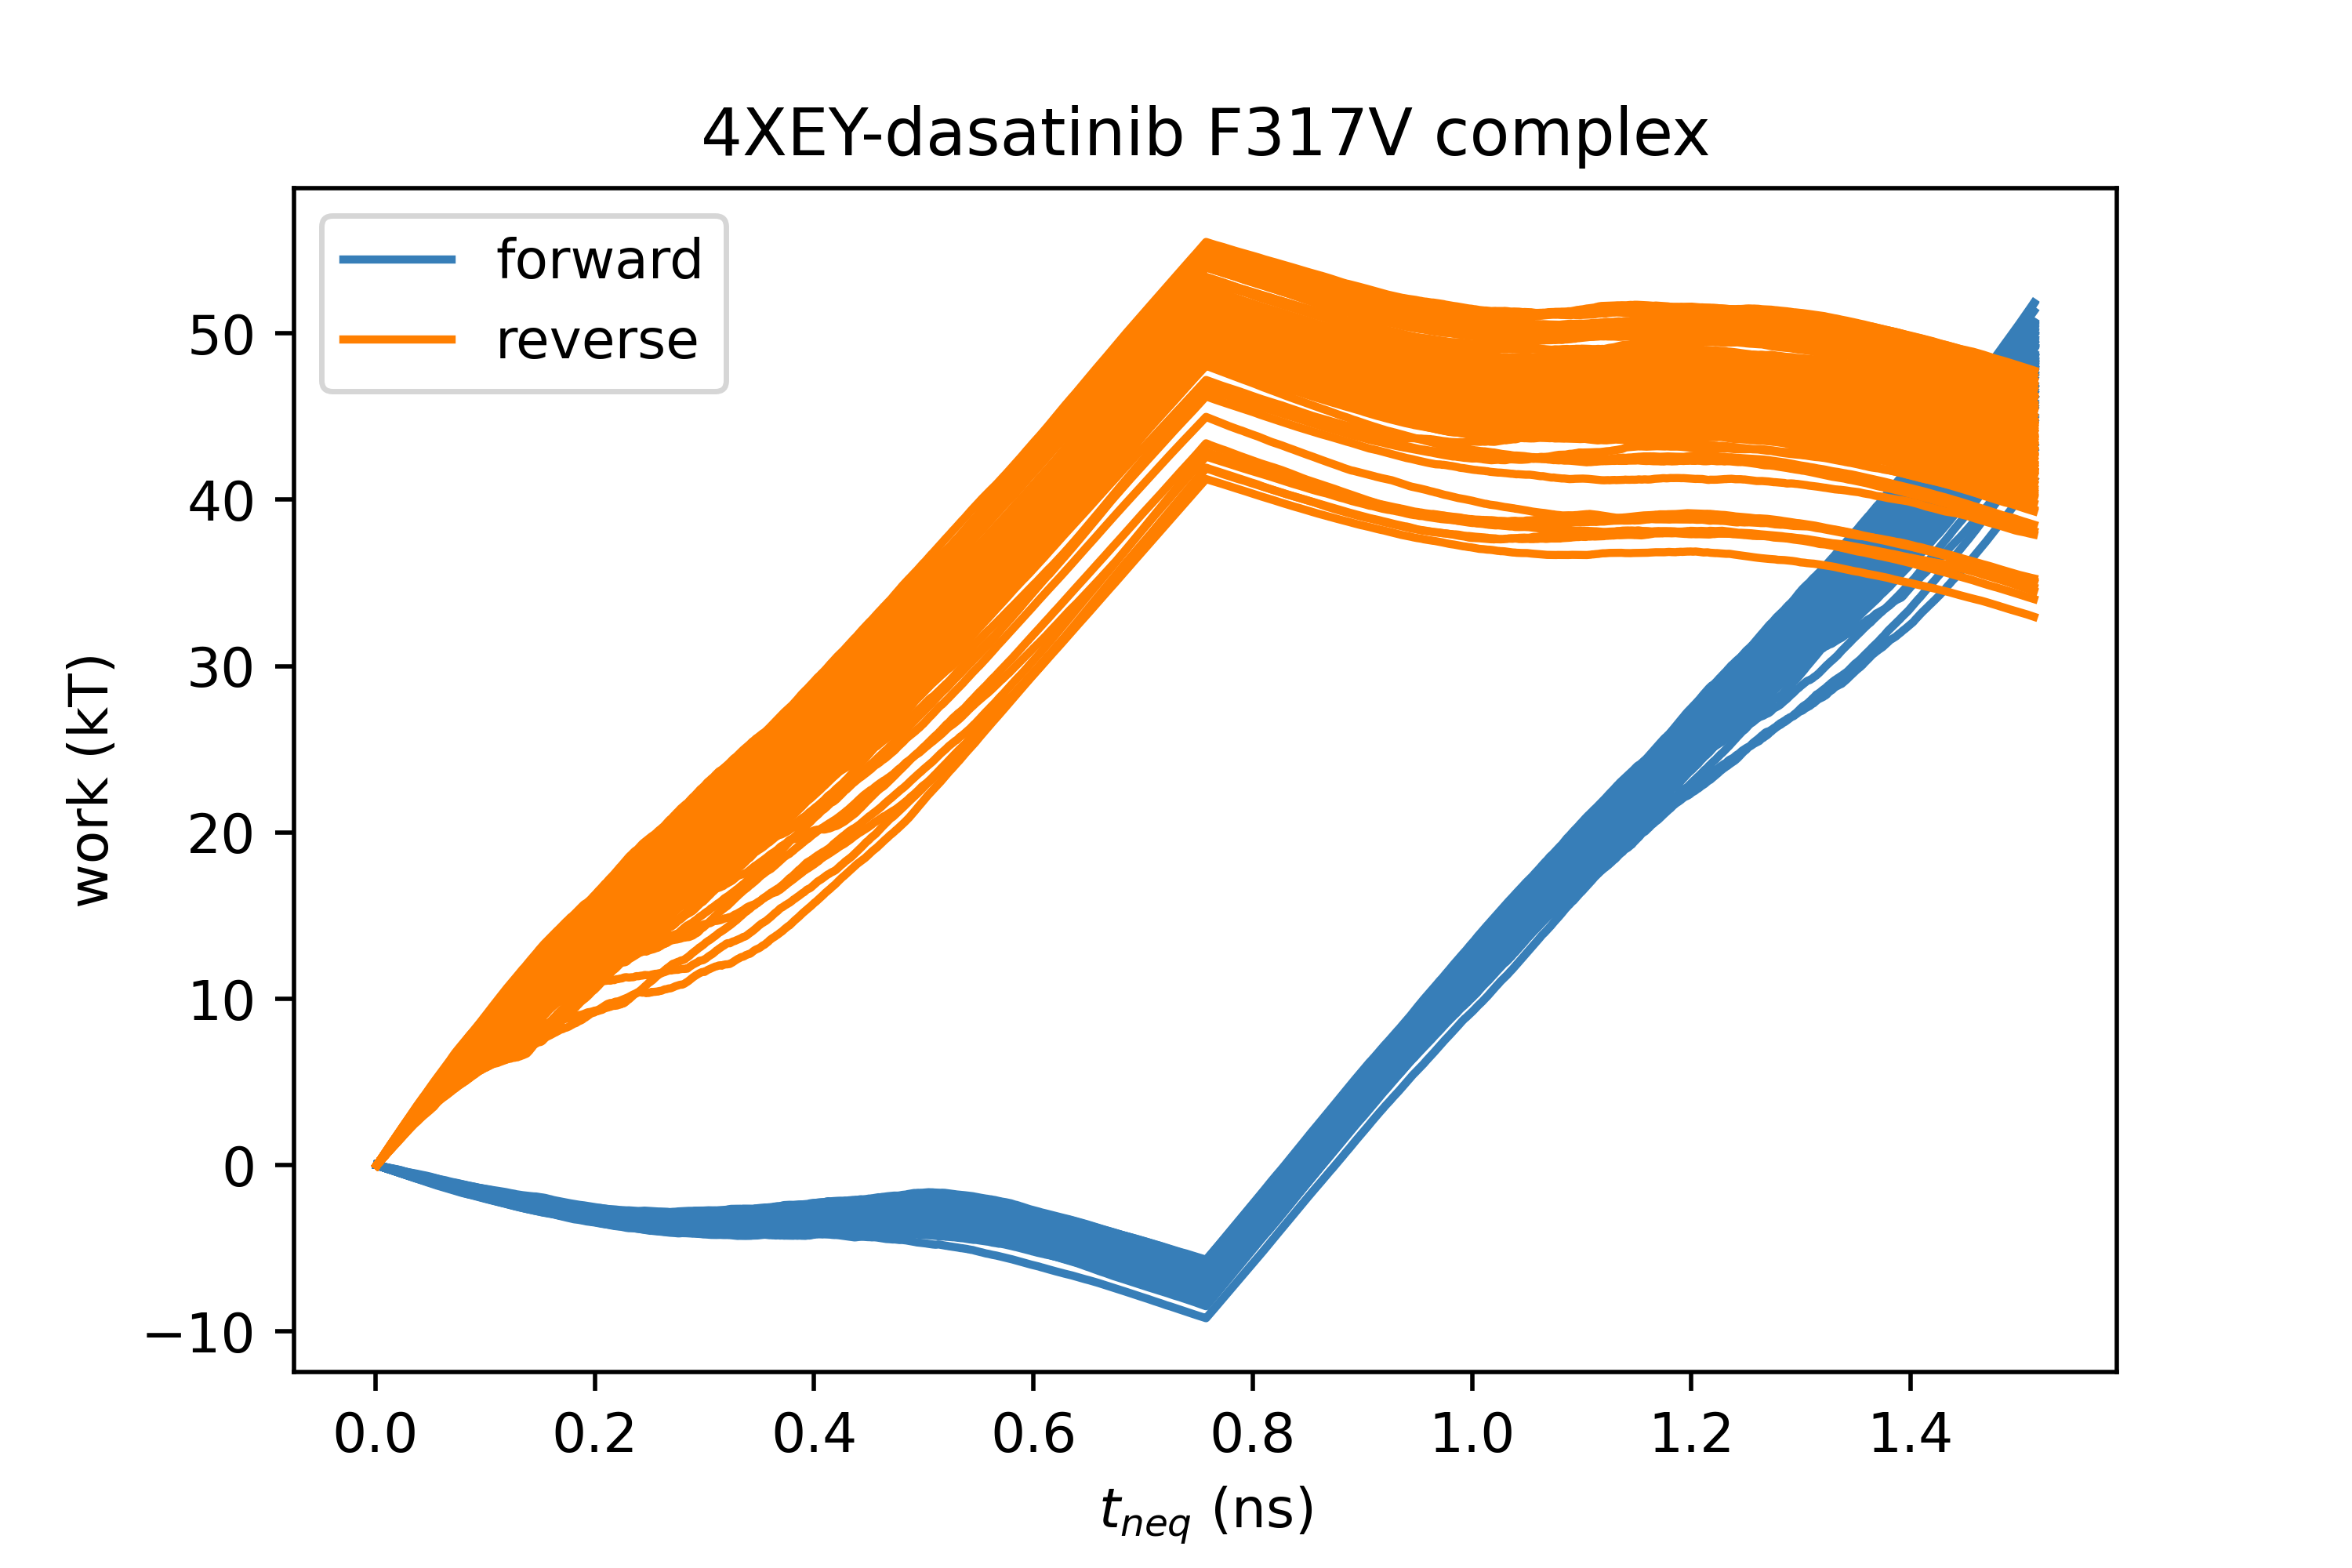 4XEY-dasatinib F317V complex
forward
reverse
50
40
30
20
10
0
−10
work (kT)
0.0 0.2 0.4 0.6 0.8 1.0 1.2 1.4
t_neq (ns)